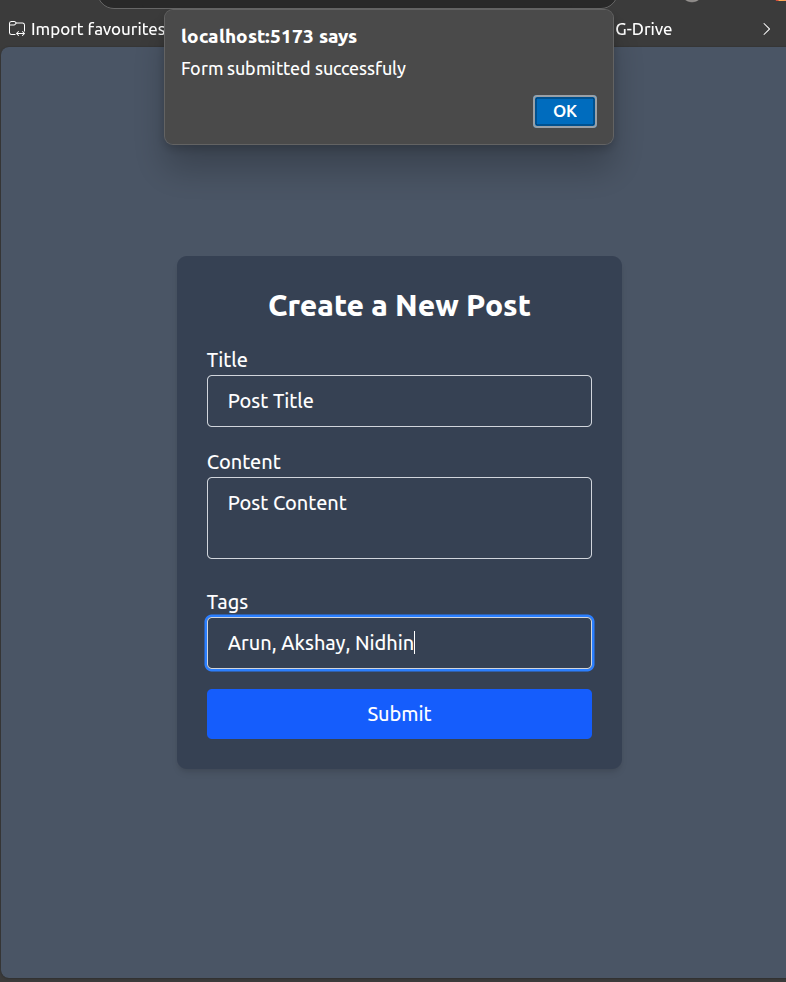 Import favourites
G-Drive
localhost:5173 says
Form submitted successfuly
OK
Create a New Post
Title
Post Title
Content
Post Content
Tags
Arun, Akshay, Nidhin
Submit